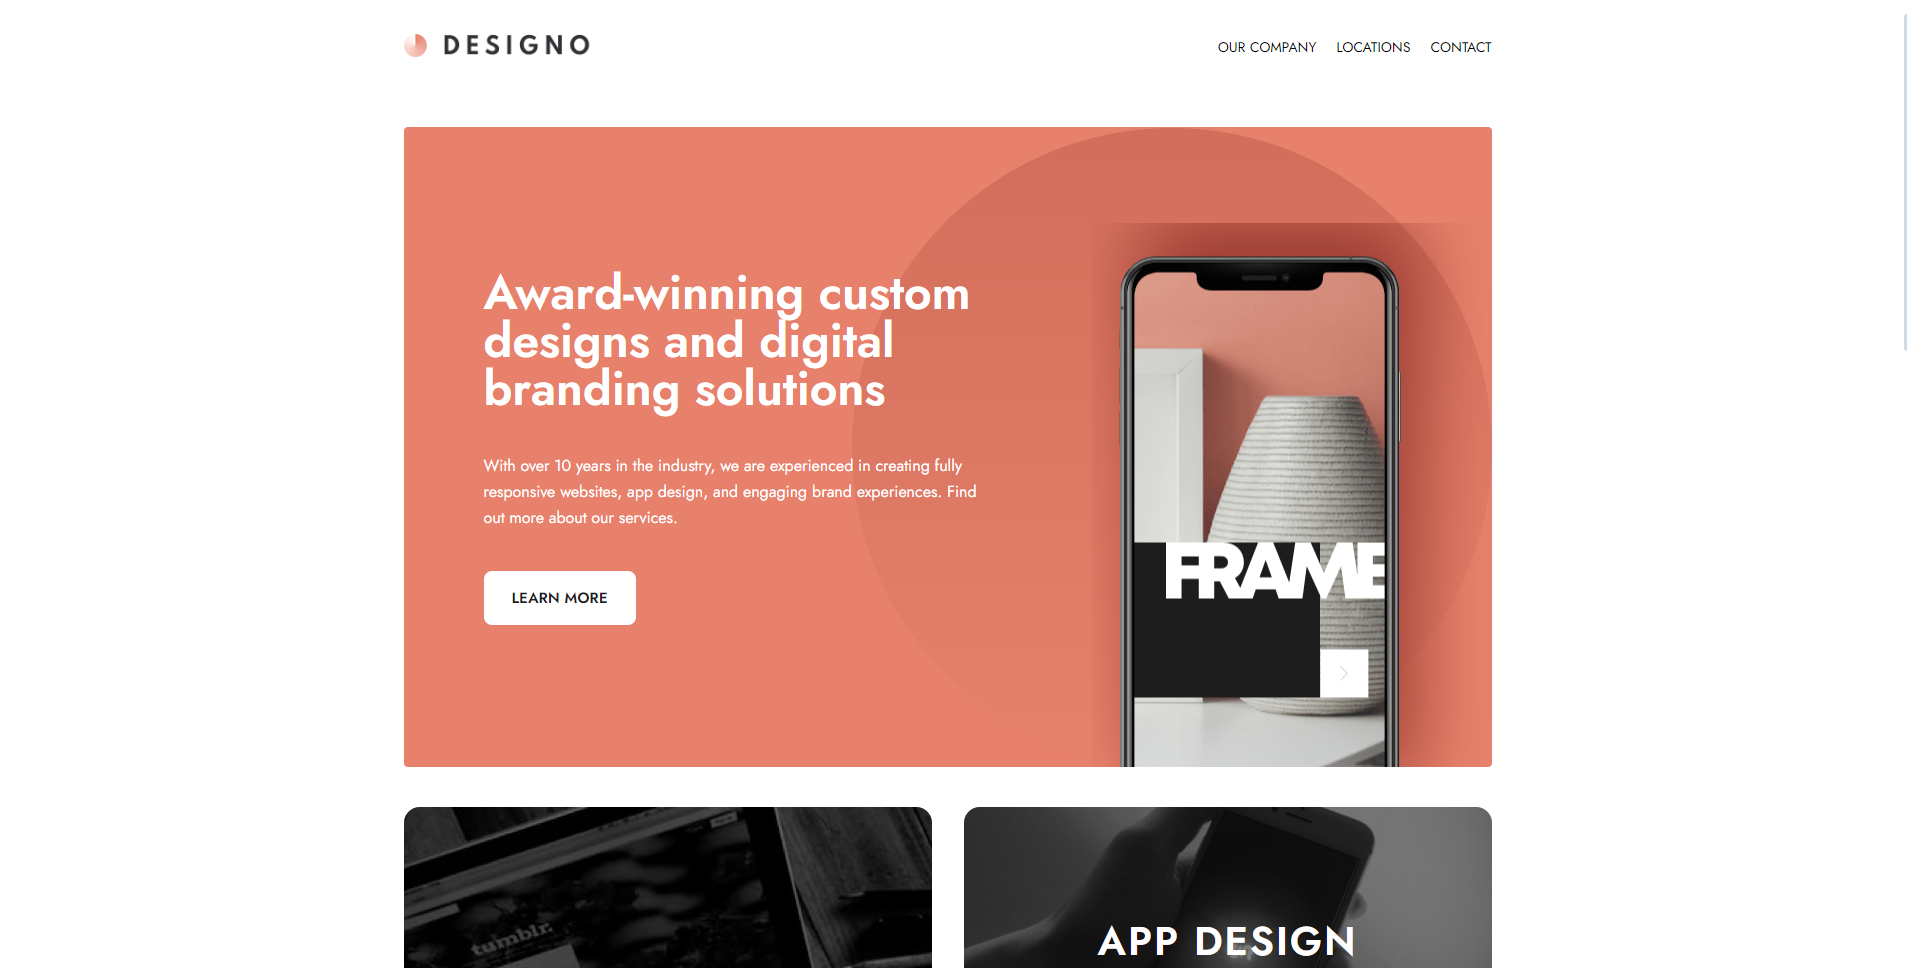 DESIGNO
OUR COMPANY LOCATIONS CONTACT
Award-winning custom
designs and digital
branding solutions
With over 10 years in the industry, we are experienced in creating fully
responsive websites, app design, and engaging brand experiences. Find
out more about our services.
LEARN MORE
FRAME
tumblr.
APP DESIGN